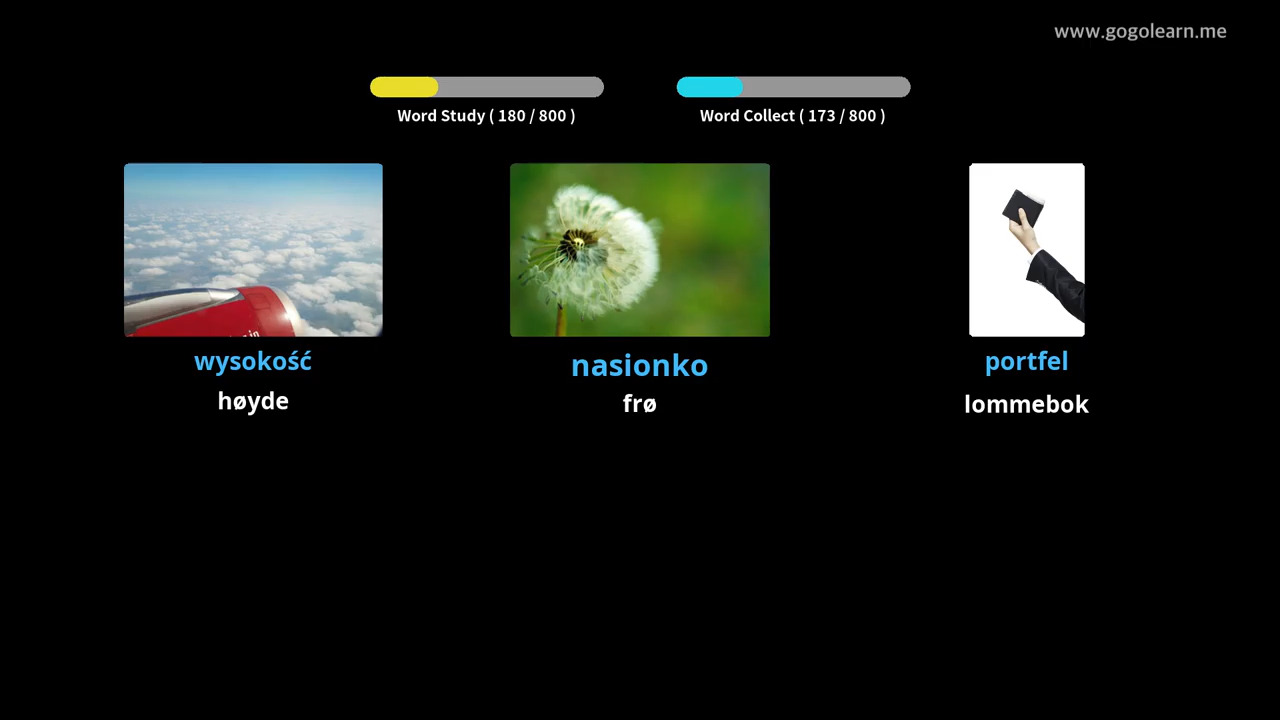 www.gogolearn.me
Word Study ( 180 / 800 )
Word Collect ( 173 / 800 )
wysokość
høyde
nasionko
frø
portfel
lommebok